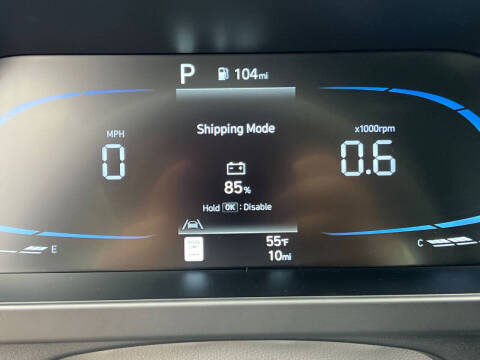 P 104mi
Shipping Mode
MPH
x1000rpm
0
0.6
85%
Hold OK : Disable
E
C
55°F
10mi